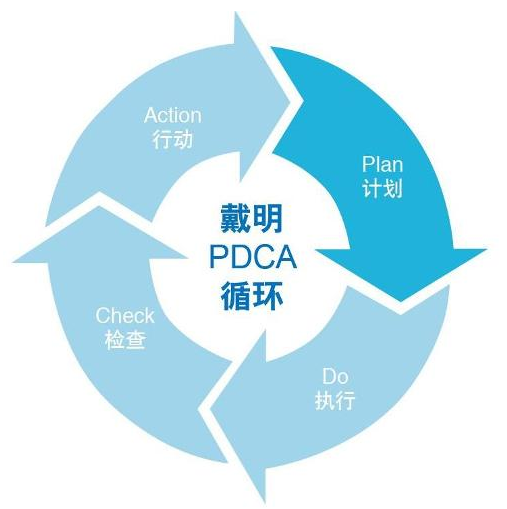 戴明
PDCA
循环
Plan
计划
Do
执行
Check
检查
Action
行动